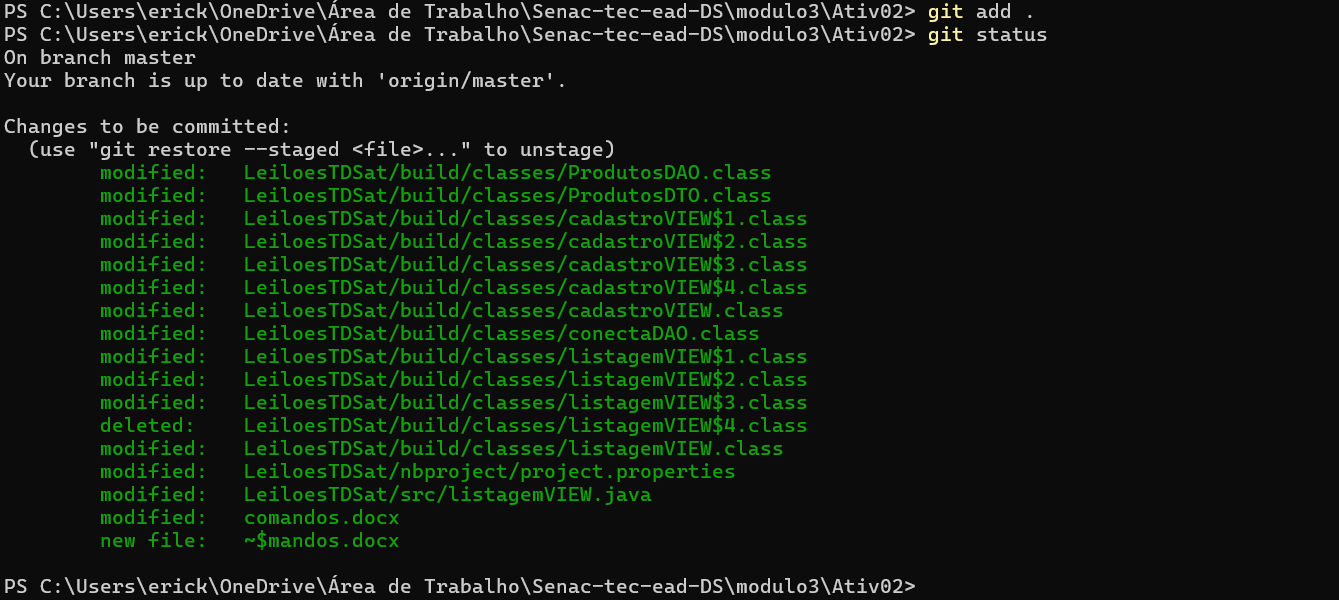 PS C:\Users\erick\OneDrive\Área de Trabalho\Senac-tec-ead-DS\modulo3\Ativ02> git add .
PS C:\Users\erick\OneDrive\Área de Trabalho\Senac-tec-ead-DS\modulo3\Ativ02> git status
On branch master
Your branch is up to date with 'origin/master'.

Changes to be committed:
  (use "git restore --staged <file>..." to unstage)
        modified:   LeiloesTDSat/build/classes/ProdutosDAO.class
        modified:   LeiloesTDSat/build/classes/ProdutosDTO.class
        modified:   LeiloesTDSat/build/classes/cadastroVIEW$1.class
        modified:   LeiloesTDSat/build/classes/cadastroVIEW$2.class
        modified:   LeiloesTDSat/build/classes/cadastroVIEW$3.class
        modified:   LeiloesTDSat/build/classes/cadastroVIEW$4.class
        modified:   LeiloesTDSat/build/classes/cadastroVIEW.class
        modified:   LeiloesTDSat/build/classes/conectaDAO.class
        modified:   LeiloesTDSat/build/classes/listagemVIEW$1.class
        modified:   LeiloesTDSat/build/classes/listagemVIEW$2.class
        modified:   LeiloesTDSat/build/classes/listagemVIEW$3.class
        deleted:    LeiloesTDSat/build/classes/listagemVIEW$4.class
        modified:   LeiloesTDSat/build/classes/listagemVIEW.class
        modified:   LeiloesTDSat/nbproject/project.properties
        modified:   LeiloesTDSat/src/listagemVIEW.java
        modified:   comandos.docx
        new file:   ~$mandos.docx

PS C:\Users\erick\OneDrive\Área de Trabalho\Senac-tec-ead-DS\modulo3\Ativ02>